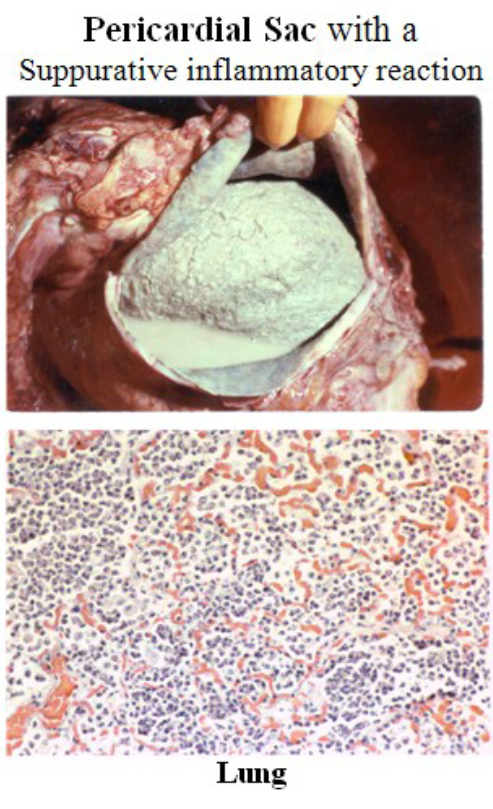 Pericardial Sac with a
Suppurative inflammatory reaction
Lung